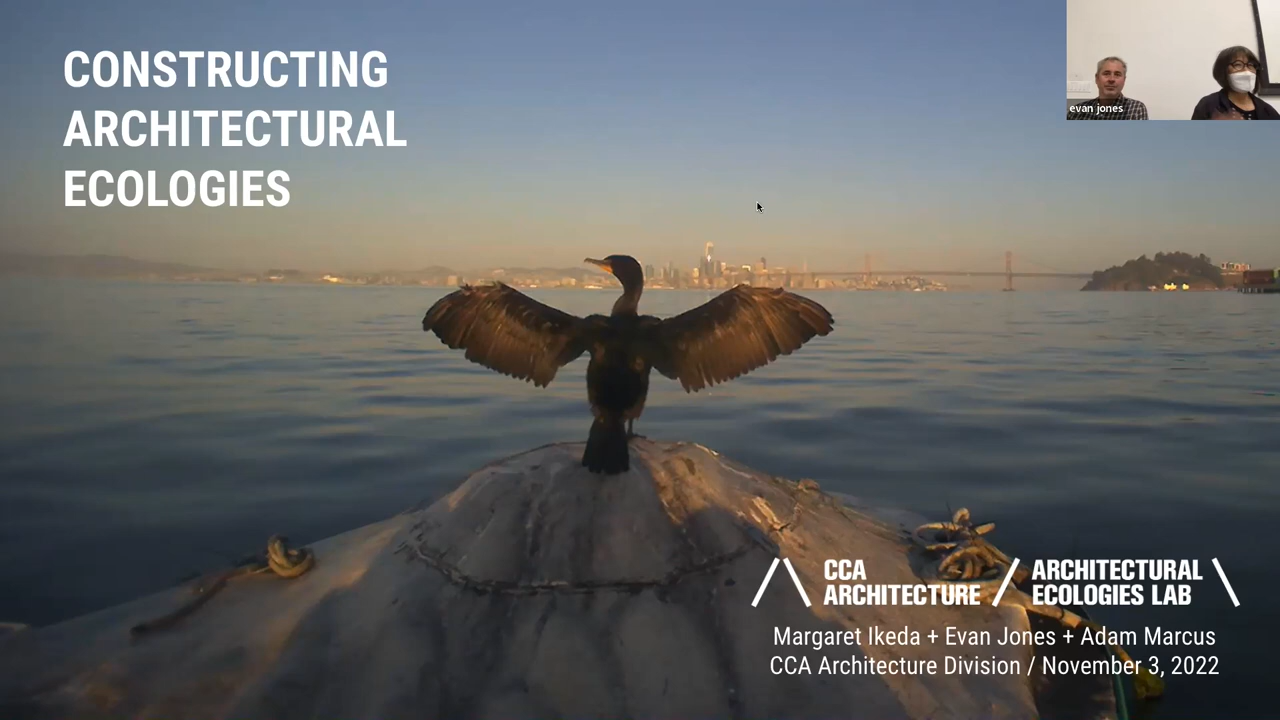 CONSTRUCTING
ARCHITECTURAL
ECOLOGIES
evan jones
CCA
ARCHITECTURE
ARCHITECTURAL
ECOLOGIES LAB
Margaret Ikeda + Evan Jones + Adam Marcus
CCA Architecture Division / November 3, 2022